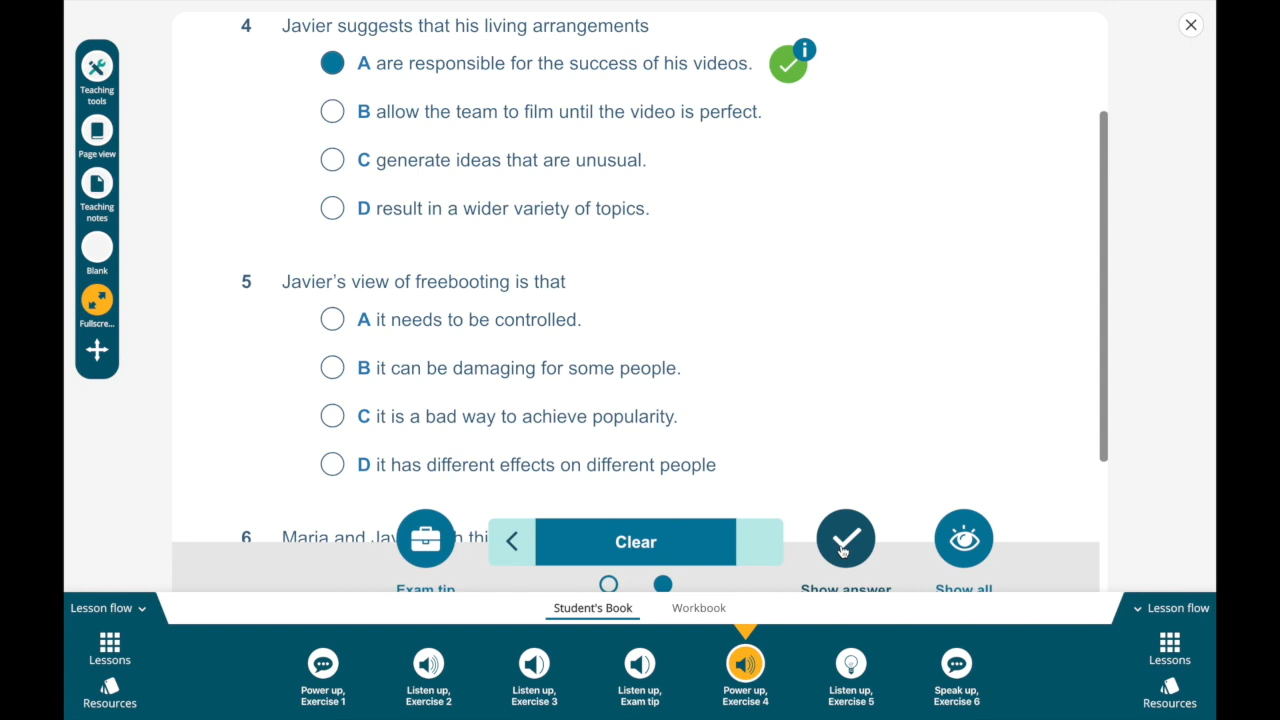 4 Javier suggests that his living arrangements
A are responsible for the success of his videos.
i
B allow the team to film until the video is perfect.
C generate ideas that are unusual.
D result in a wider variety of topics.
5 Javier's view of freebooting is that
A it needs to be controlled.
B it can be damaging for some people.
C it is a bad way to achieve popularity.
D it has different effects on different people
6 Maria and
Clear
Exam tip
Show answer
Show all
Teaching
tools
Page view
Teaching
notes
Blank
Fullscre...
Lesson flow
Student's Book
Workbook
Lesson flow
Lessons
Resources
Power up,
Exercise 1
Listen up,
Exercise 2
Listen up,
Exercise 3
Listen up,
Exam tip
Power up,
Exercise 4
Listen up,
Exercise 5
Speak up,
Exercise 6
Lessons
Resources